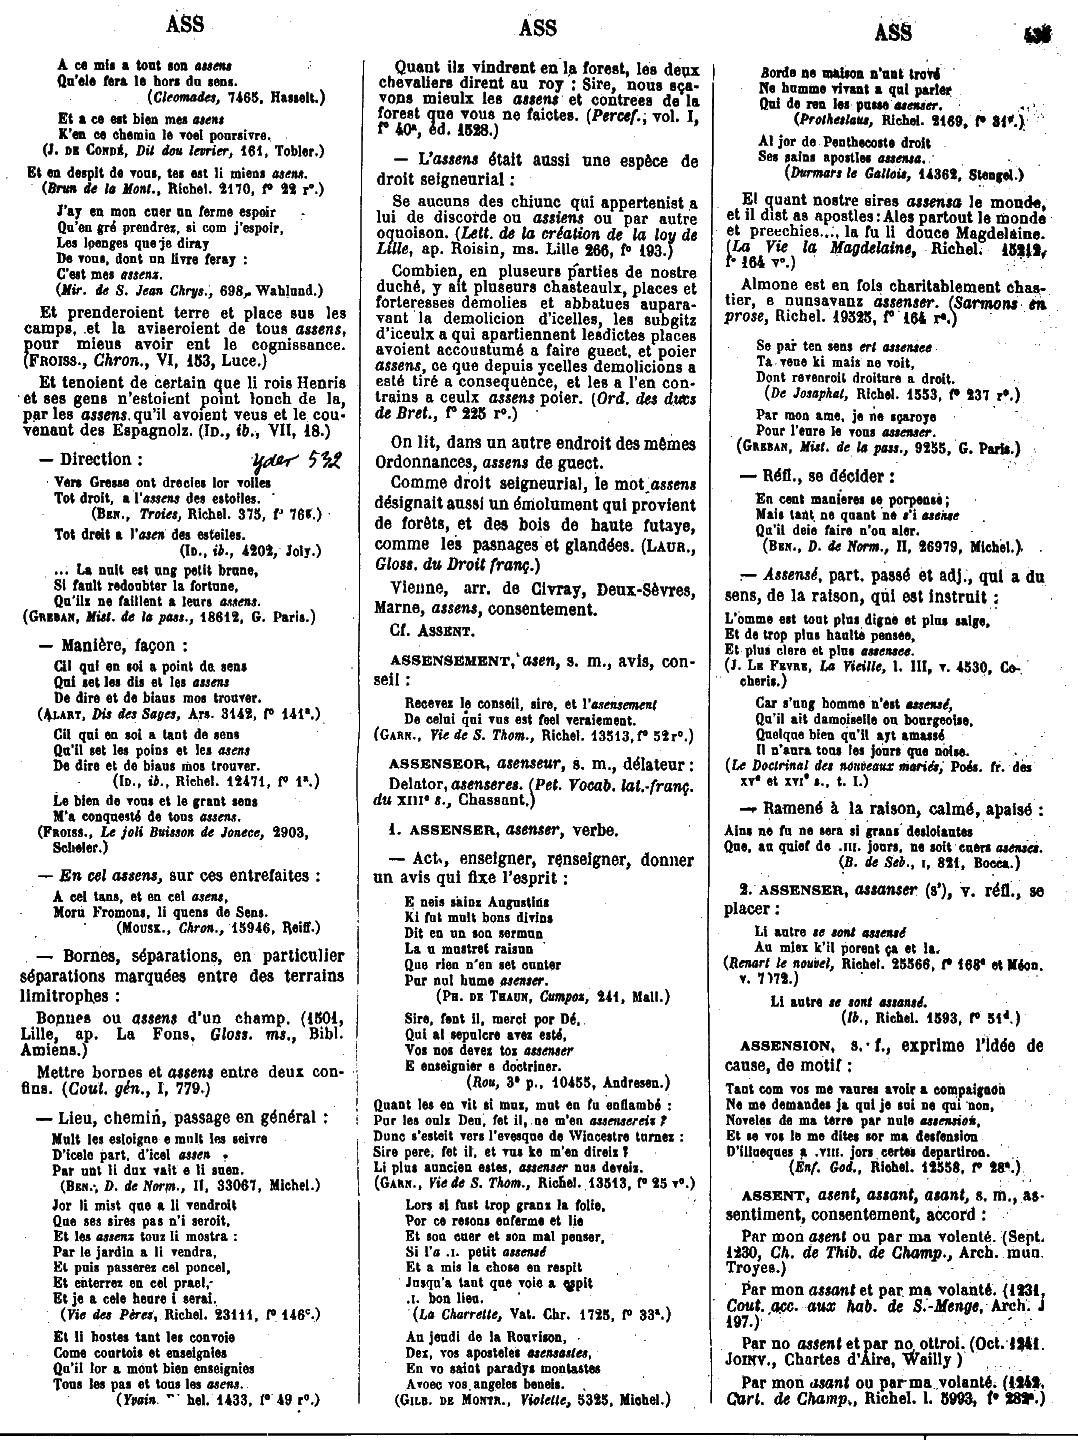 ASS
ASS
ASS
A ce mis a tout son assens
Qu'ele fera le hors du sens.
(Cleomades, 7465, Hasselt.)
Et a ce est bien mes asens
K'en ce chemin le voel poursivre.
(J. DE CONDÉ, Dit dou levrier, 161, Tobler.)
Et en despit de vous, tes est li miens asens.
(Brun de la Mont., Richel. 2170, f° 22 r°.)
J'ay en mon cuer un ferme espoir
Qu'en gré prendrez, si com j'espoir,
Les loenges que je diray
De vous, dont un livre feray :
C'est mes assenz.
(Mir. de S. Jean Chrys., 698, Wahlund.)
Et prenderoient terre et place sus les
camps, et la aviseroient de tous assens,
pour mieus avoir ent le cognissance.
(FROISS., Chron., VI, 153, Luce.)
Et tenoient de certain que li rois Henris
et ses gens n'estoient point lonch de la,
par les assens qu'il avoient veus et le cou-
venant des Espagnolz. (ID., ib., VII, 18.)
— Direction : yder 532
Vers Gresse ont drecies lor voiles
Tot droit, a l'assens des estoiles.
(BEN., Troies, Richel. 375, f° 76ᵉ.)
Tot droit a l'asen des esteiles.
(ID., ib., 4202, Joly.)
... La nuit est ung petit brune,
Si fault redoubter la fortune,
Qu'ilz ne faillent a leurs assens.
(GREBAN, Mist. de la pass., 18612, G. Paris.)
— Manière, façon :
Cil qui en soi a point de sens
Qui set les dis et les assens
De dire et de biaus mos trouver.
(ALART, Dis des Sages, Ars. 3142, f° 141ᵃ.)
Cil qui en soi a tant de sens
Qu'il set les poins et les asens
De dire et de biaus mos trouver.
(ID., ib., Richel. 12471, f° 1ᵃ.)
Le bien de vous et le grant sens
M'a conquesté de tous assens.
(FROISS., Le joli Buisson de Jonece, 2903,
Scheler.)
— En cel assens, sur ces entrefaites :
A cel tans, et en cel asens,
Moru Fromons, li quens de Sens.
(MOUSK., Chron., 15946, Reiff.)
— Bornes, séparations, en particulier
séparations marquées entre des terrains
limitrophes :
Bonnes ou assens d'un champ. (1501,
Lille, ap. La Fons, Gloss. ms., Bibl.
Amiens.)
Mettre bornes et assens entre deux con-
fins. (Cout. gén., I, 779.)
— Lieu, chemin, passage en général :
Mult les esloigne e mult les seivre
D'icele part, d'icel assen
Par unt li dux vait e li suen.
(BEN., D. de Norm., II, 33067, Michel.)
Jor li mist que a li vendroit
Que ses sires pas n'i seroit,
Et les assenz touz li mostra :
Par le jardin a li vendra,
Et puis passerez cel poncel,
Et enterrez en cel prael,
Et je a cele heure i serai.
(Vie des Pères, Richel. 23111, f° 146ᶜ.)
Et li hostes tant les convoie
Come courtois et enseignies
Qu'il lor a mont bien enseignies
Tous les pas et tous les asens.
(Yvain hel. 1433, f° 49 r°.)
Quant ilz vindrent en la forest, les deux
chevaliers dirent au roy : Sire, nous sça-
vons mieulx les assens et contrees de la
forest que vous ne faictes. (Percef., vol. I,
f° 40ᵃ, éd. 1528.)
— L'assens était aussi une espèce de
droit seigneurial :
Se aucuns des chiunc qui appertenist a
lui de discorde ou assiens ou par autre
oquoison. (Lett. de la création de la loy de
Lille, ap. Roisin, ms. Lille 266, f° 193.)
Combien, en pluseurs parties de nostre
duché, y ait pluseurs chasteaulx, places et
forteresses demolies et abbatues aupara-
vant la demolicion d'icelles, les subgitz
d'iceulx a qui apartiennent lesdictes places
avoient accoustumé a faire guect, et poier
assens, ce que depuis ycelles demolicions a
esté tiré a consequence, et les a l'en con-
trains a ceulx assens poier. (Ord. des ducs
de Bret., f° 225 r°.)
On lit, dans un autre endroit des mêmes
Ordonnances, assens de guect.
Comme droit seigneurial, le mot assens
désignait aussi un émolument qui provient
de forêts, et des bois de haute futaye,
comme les pasnages et glandées. (LAUR.,
Gloss. du Droit franç.)
Vienne, arr. de Civray, Deux-Sèvres,
Marne, assens, consentement.
Cf. ASSENT.
ASSENSEMENT, asen, s. m., avis, con-
seil :
Recevez le conseil, sire, et l'asensement
De celui qui vus est feel veraiement.
(GARN., Vie de S. Thom., Richel. 13513, f° 52 r°.)
ASSENSEOR, asenseur, s. m., délateur :
Delator, asenseres. (Pet. Vocab. lat.-franç.
du XIIIᵉ s., Chassant.)
1. ASSENSER, asenser, verbe.
— Act., enseigner, renseigner, donner
un avis qui fixe l'esprit :
E neis sainz Augustins
Ki fut mult bons divins
Dit en un son sermun
La u mustret raisun
Que rien n'en set cunter
Pur nul hume asenser.
(PH. DE THAUN, Cumpoz, 241, Mall.)
Sire, font il, merci por Dé,
Qui al sepulcre avez esté,
Vos nos devez toz assenser
E enseignier e doctriner.
(Rou, 3ᵉ p., 10455, Andresen.)
Quant les en vit si muz, mut en fu enflambé :
Pur les oulz Deu, fet il, ne m'en assensereiz ?
Dunc s'esteit vers l'evesque de Wincestre turnez :
Sire pere, fet il, et vus ke m'en direiz ?
Li plus auncien estes, assenser nus deveiz.
(GARN., Vie de S. Thom., Richel. 13513, f° 25 v°.)
Lors si fust trop granz la folie,
Por ce resons enferme et lie
Et son cuer et son mal penser,
Si l'a .I. petit assensé
Et a mis la chose en respit
Jusqu'a tant que voie a espit
.I. bon lieu.
(La Charrette, Vat. Chr. 1725, f° 33ᵃ.)
Au jeudi de la Rouvison,
Dex, vos aposteles asensastes,
En vo saint paradys montastes
Avoec vos angeles beneis.
(GILB. DE MONTR., Violette, 5325, Michel.)
Borde ne maison n'unt trové
Ne humme vivant a qui parler
Qui de ren les pusse asenser.
(Protheslaus, Richel. 2169, f° 31ᵈ.)
Al jor de Penthecoste droit
Ses sains apostles assensa.
(Durmars le Gallois, 14362, Stengel.)
El quant nostre sires assensa le monde,
et il dist as apostles : Ales partout le monde
et preechies..., la fu li douce Magdelaine.
(La Vie la Magdelaine, Richel. 15212,
f° 164 v°.)
Almone est en fols charitablement chas-
tier, e nunsavanz assenser. (Sarmons en
prose, Richel. 19525, f° 164 rᵃ.)
Se par ten sens ert assensee
Ta veue ki mais ne voit,
Dont revenroit droiture a droit.
(De Josaphat, Richel. 1553, f° 237 r°.)
Par mon ame, je ne sçaroye
Pour l'eure le vous assenser.
(GREBAN, Mist. de la pass., 9255, G. Paris.)
— Réfl., se décider :
En cent manieres se porpense ;
Mais tant ne quant ne s'i asense
Qu'il deie faire n'ou aler.
(BEN., D. de Norm., II, 26979, Michel.)
— Assensé, part. passé et adj., qui a du
sens, de la raison, qui est instruit :
L'omme est tout plus digne et plus saige,
Et de trop plus haulte pensee,
Et plus clere et plus assensee.
(J. LE FEVRE, La Vieille, l. III, v. 4530, Co-
cheris.)
Car s'ung homme n'est assensé,
Qu'il ait damoiselle ou bourgeoise,
Quelque bien qu'il ayt amassé
Il n'aura tous les jours que noise.
(Le Doctrinal des nouveaux mariés, Poés. fr. des
XVᵉ et XVIᵉ s., t. I.)
— Ramené à la raison, calmé, apaisé :
Ains ne fu ne sera si grans desloiantes
Que, au quief de .III. jours, ne soit cuers asensés.
(B. de Seb., I, 821, Bocca.)
2. ASSENSER, assanser (s'), v. réfl., se
placer :
Li autre se sont assensé
Au miex k'il porent ça et la.
(Renart le nouvel, Richel. 25566, f° 168ᵈ et Méon.
v. 7172.)
Li autre se sont assansé.
(Ib., Richel. 1593, f° 51ᵈ.)
ASSENSION, s. f., exprime l'idée de
cause, de motif :
Tant com vos me vaures avoir a compaignon
Ne me demandes ja qui je sui ne qui non,
Noveles de ma terre par nule assension,
Et se vos le me dites sor ma desfension
D'illueques a .VIII. jors certes departiron.
(Enf. God., Richel. 12558, f° 28ᵃ.)
ASSENT, asent, assant, asant, s. m., as-
sentiment, consentement, accord :
Par mon asent ou par ma volenté. (Sept.
1230, Ch. de Thib. de Champ., Arch. mun.
Troyes.)
Par mon assant et par ma volanté. (1231,
Cout. acc. aux hab. de S.-Menge, Arch. J
197.)
Par no assent et par no ottroi. (Oct. 1241.
JOINV., Chartes d'Aire, Wailly )
Par mon asant ou par ma volanté. (1242,
Cart. de Champ., Richel. l. 5993, f° 282ᵃ.)